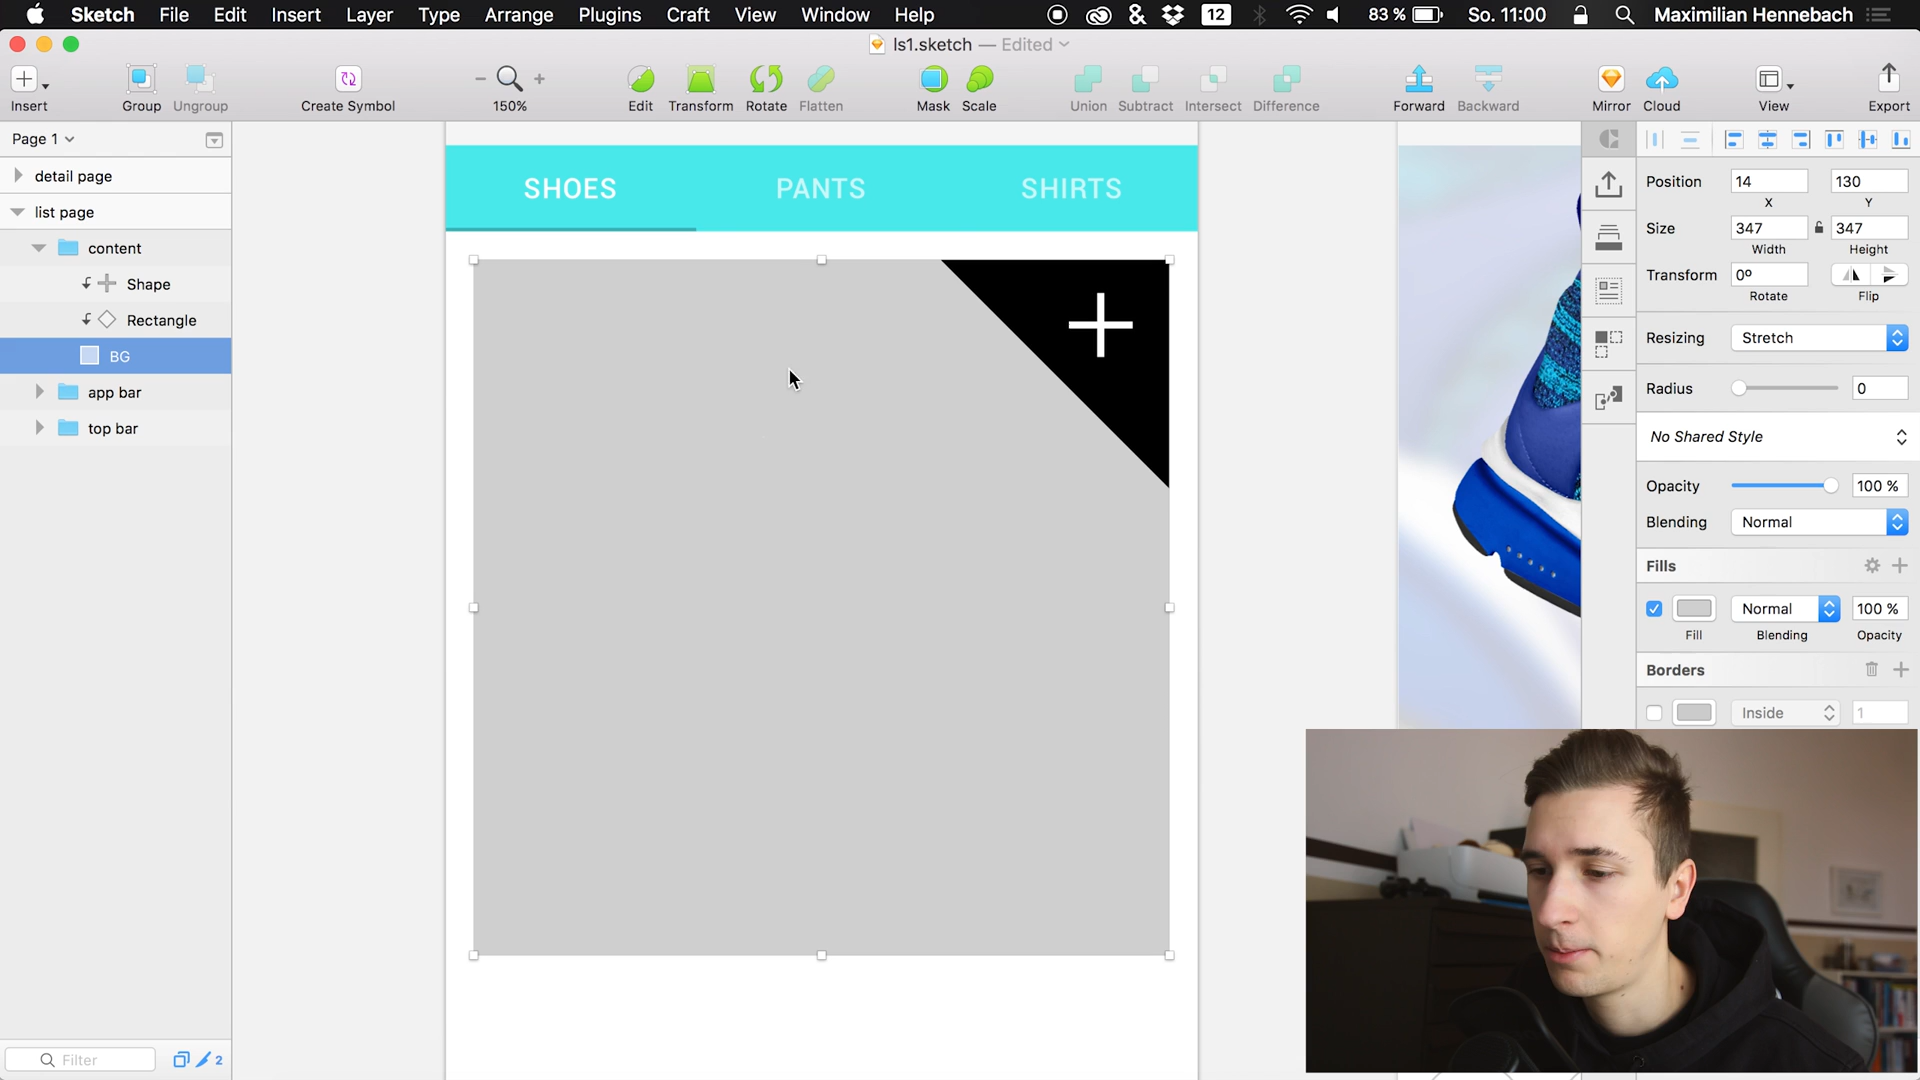 Sketch File Edit Insert Layer Type Arrange Plugins Craft View Window Help 12 83 % So. 11:00 Maximilian Hennebach
ls1.sketch — Edited
Insert Group Ungroup Create Symbol 150% Edit Transform Rotate Flatten Mask Scale Union Subtract Intersect Difference Forward Backward Mirror Cloud View Export
Page 1
detail page
list page
content
Shape
Rectangle
BG
app bar
top bar
Filter 2
SHOES PANTS SHIRTS
Position 14 130
X Y
Size 347 347
Width Height
Transform 0º
Rotate Flip
Resizing Stretch
Radius 0
No Shared Style
Opacity 100 %
Blending Normal
Fills
Normal 100 %
Fill Blending Opacity
Borders
Inside 1